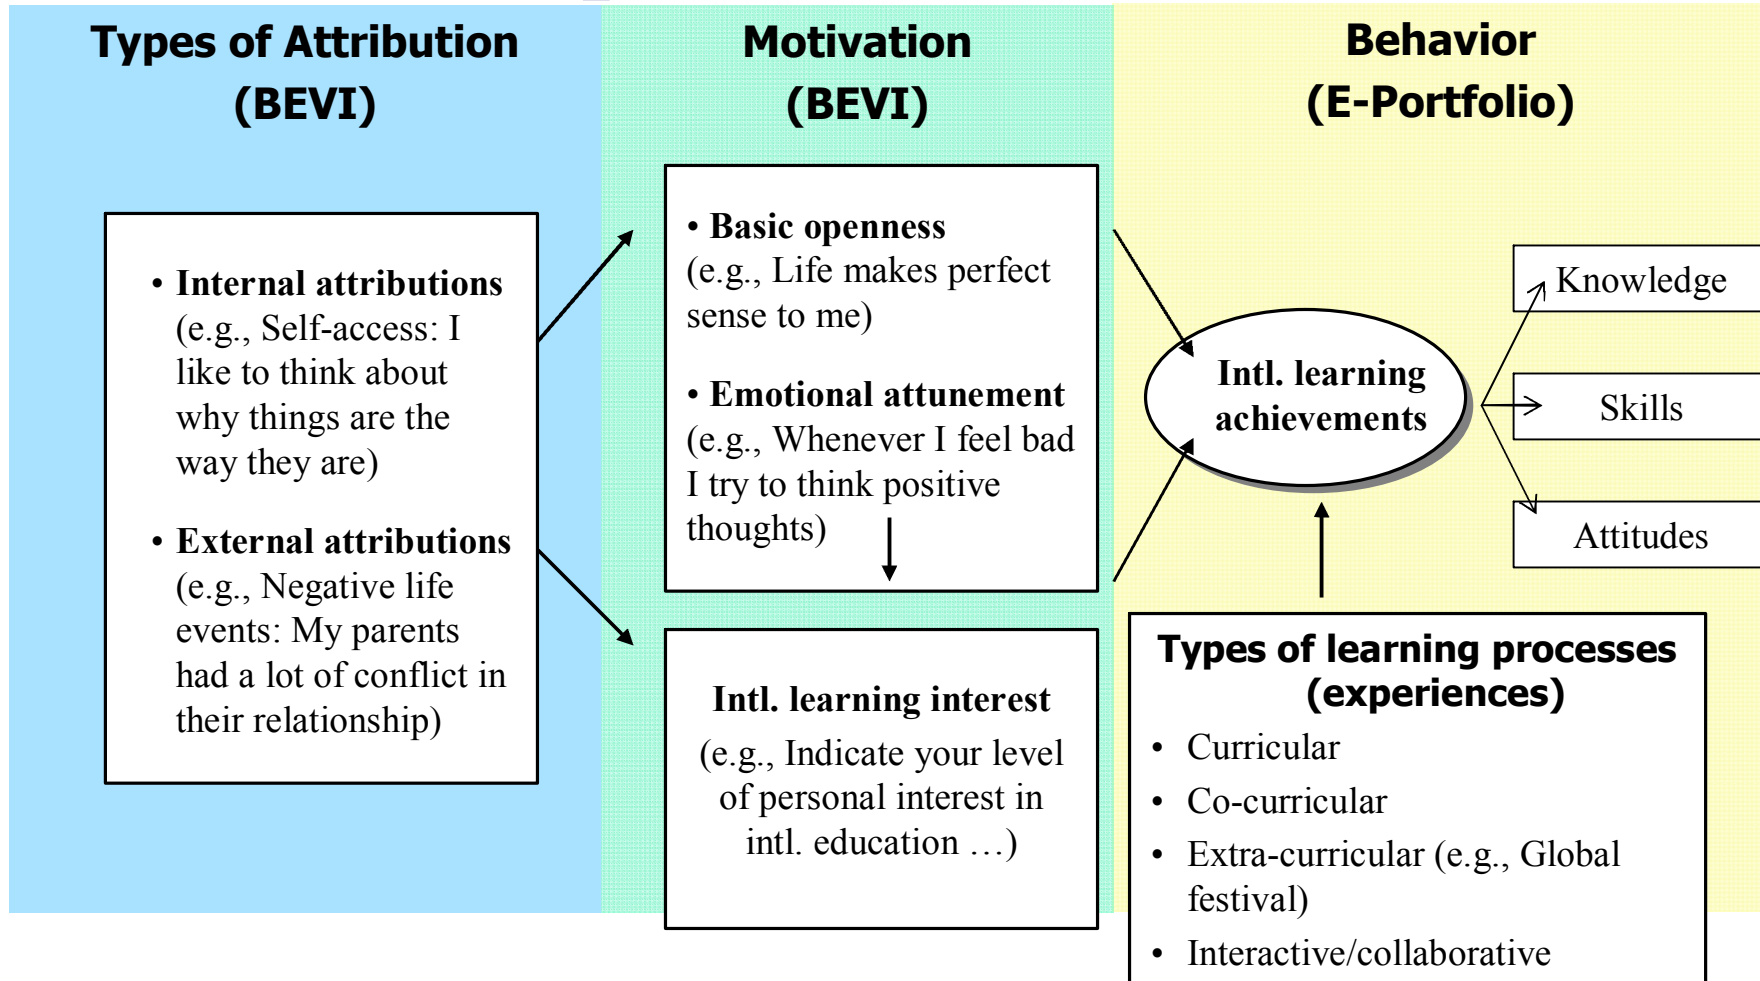 Types of Attribution
(BEVI)
Motivation
(BEVI)
Behavior
(E-Portfolio)
• Internal attributions
(e.g., Self-access: I
like to think about
why things are the
way they are)
• External attributions
(e.g., Negative life
events: My parents
had a lot of conflict in
their relationship)
• Basic openness
(e.g., Life makes perfect
sense to me)
• Emotional attunement
(e.g., Whenever I feel bad
I try to think positive
thoughts)
Intl. learning interest
(e.g., Indicate your level
of personal interest in
intl. education …)
Intl. learning
achievements
Knowledge
Skills
Attitudes
Types of learning processes
(experiences)
• Curricular
• Co-curricular
• Extra-curricular (e.g., Global
festival)
• Interactive/collaborative